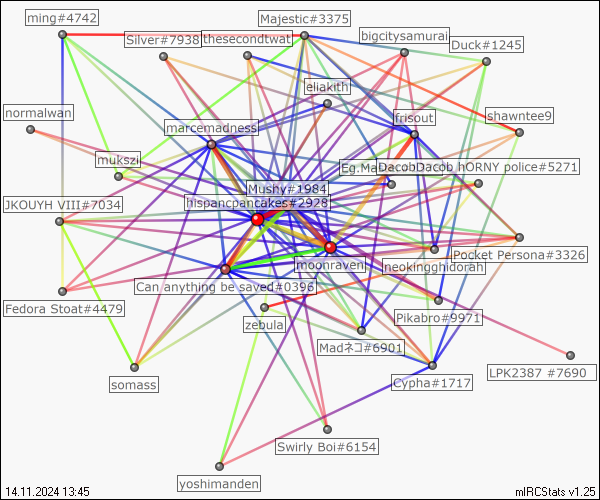 ming#4742
Majestic#3375
Silver#7938
thesecondtwat
bigcitysamurai
Duck#1245
eliakith
normalwan
marcemadness
frisout
shawntee9
mukszi
Eg.Ma
DacobDacob
hORNY police#5271
Mushy#1984
hispancpancakes#2928
JKOUYH VIII#7034
Pocket Persona#3326
moonravenj
neokingghidorah
Can anything be saved#0396
Fedora Stoat#4479
zebula
Pikabro#9971
Madネコ#6901
somass
Cypha#1717
LPK2387 #7690
Swirly Boi#6154
yoshimanden
14.11.2024 13:45
mIRCStats v1.25